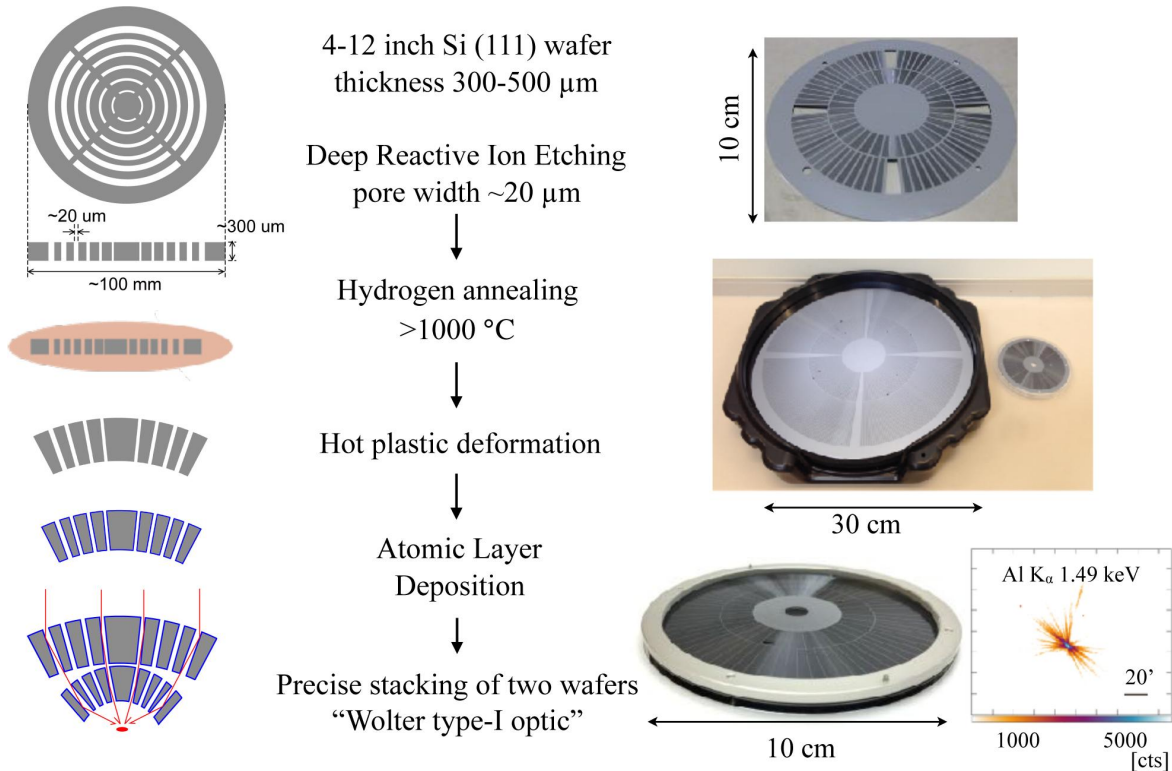 4-12 inch Si (111) wafer
thickness 300-500 µm
Deep Reactive Ion Etching
pore width ~20 µm
Hydrogen annealing
>1000 °C
Hot plastic deformation
Atomic Layer
Deposition
Precise stacking of two wafers
“Wolter type-I optic”
~20 um
~300 um
~100 mm
10 cm
30 cm
10 cm
Al Kα 1.49 keV
20’
1000 5000
[cts]